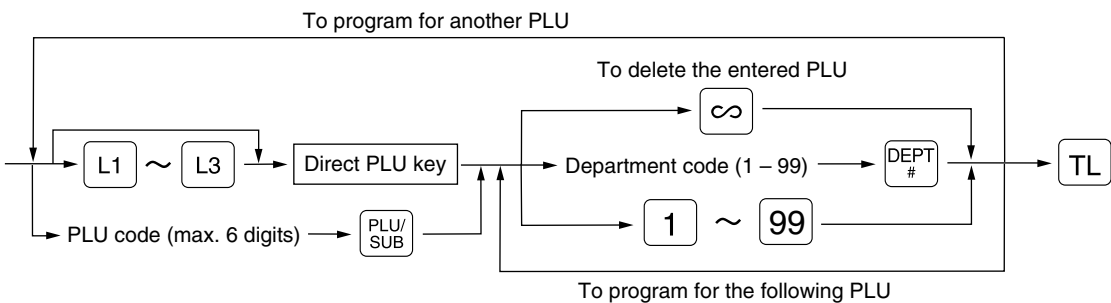 To program for another PLU
To delete the entered PLU
∞
L1 ~ L3 Direct PLU key Department code (1 – 99) DEPT # TL
PLU code (max. 6 digits) PLU/ SUB 1 ~ 99
To program for the following PLU